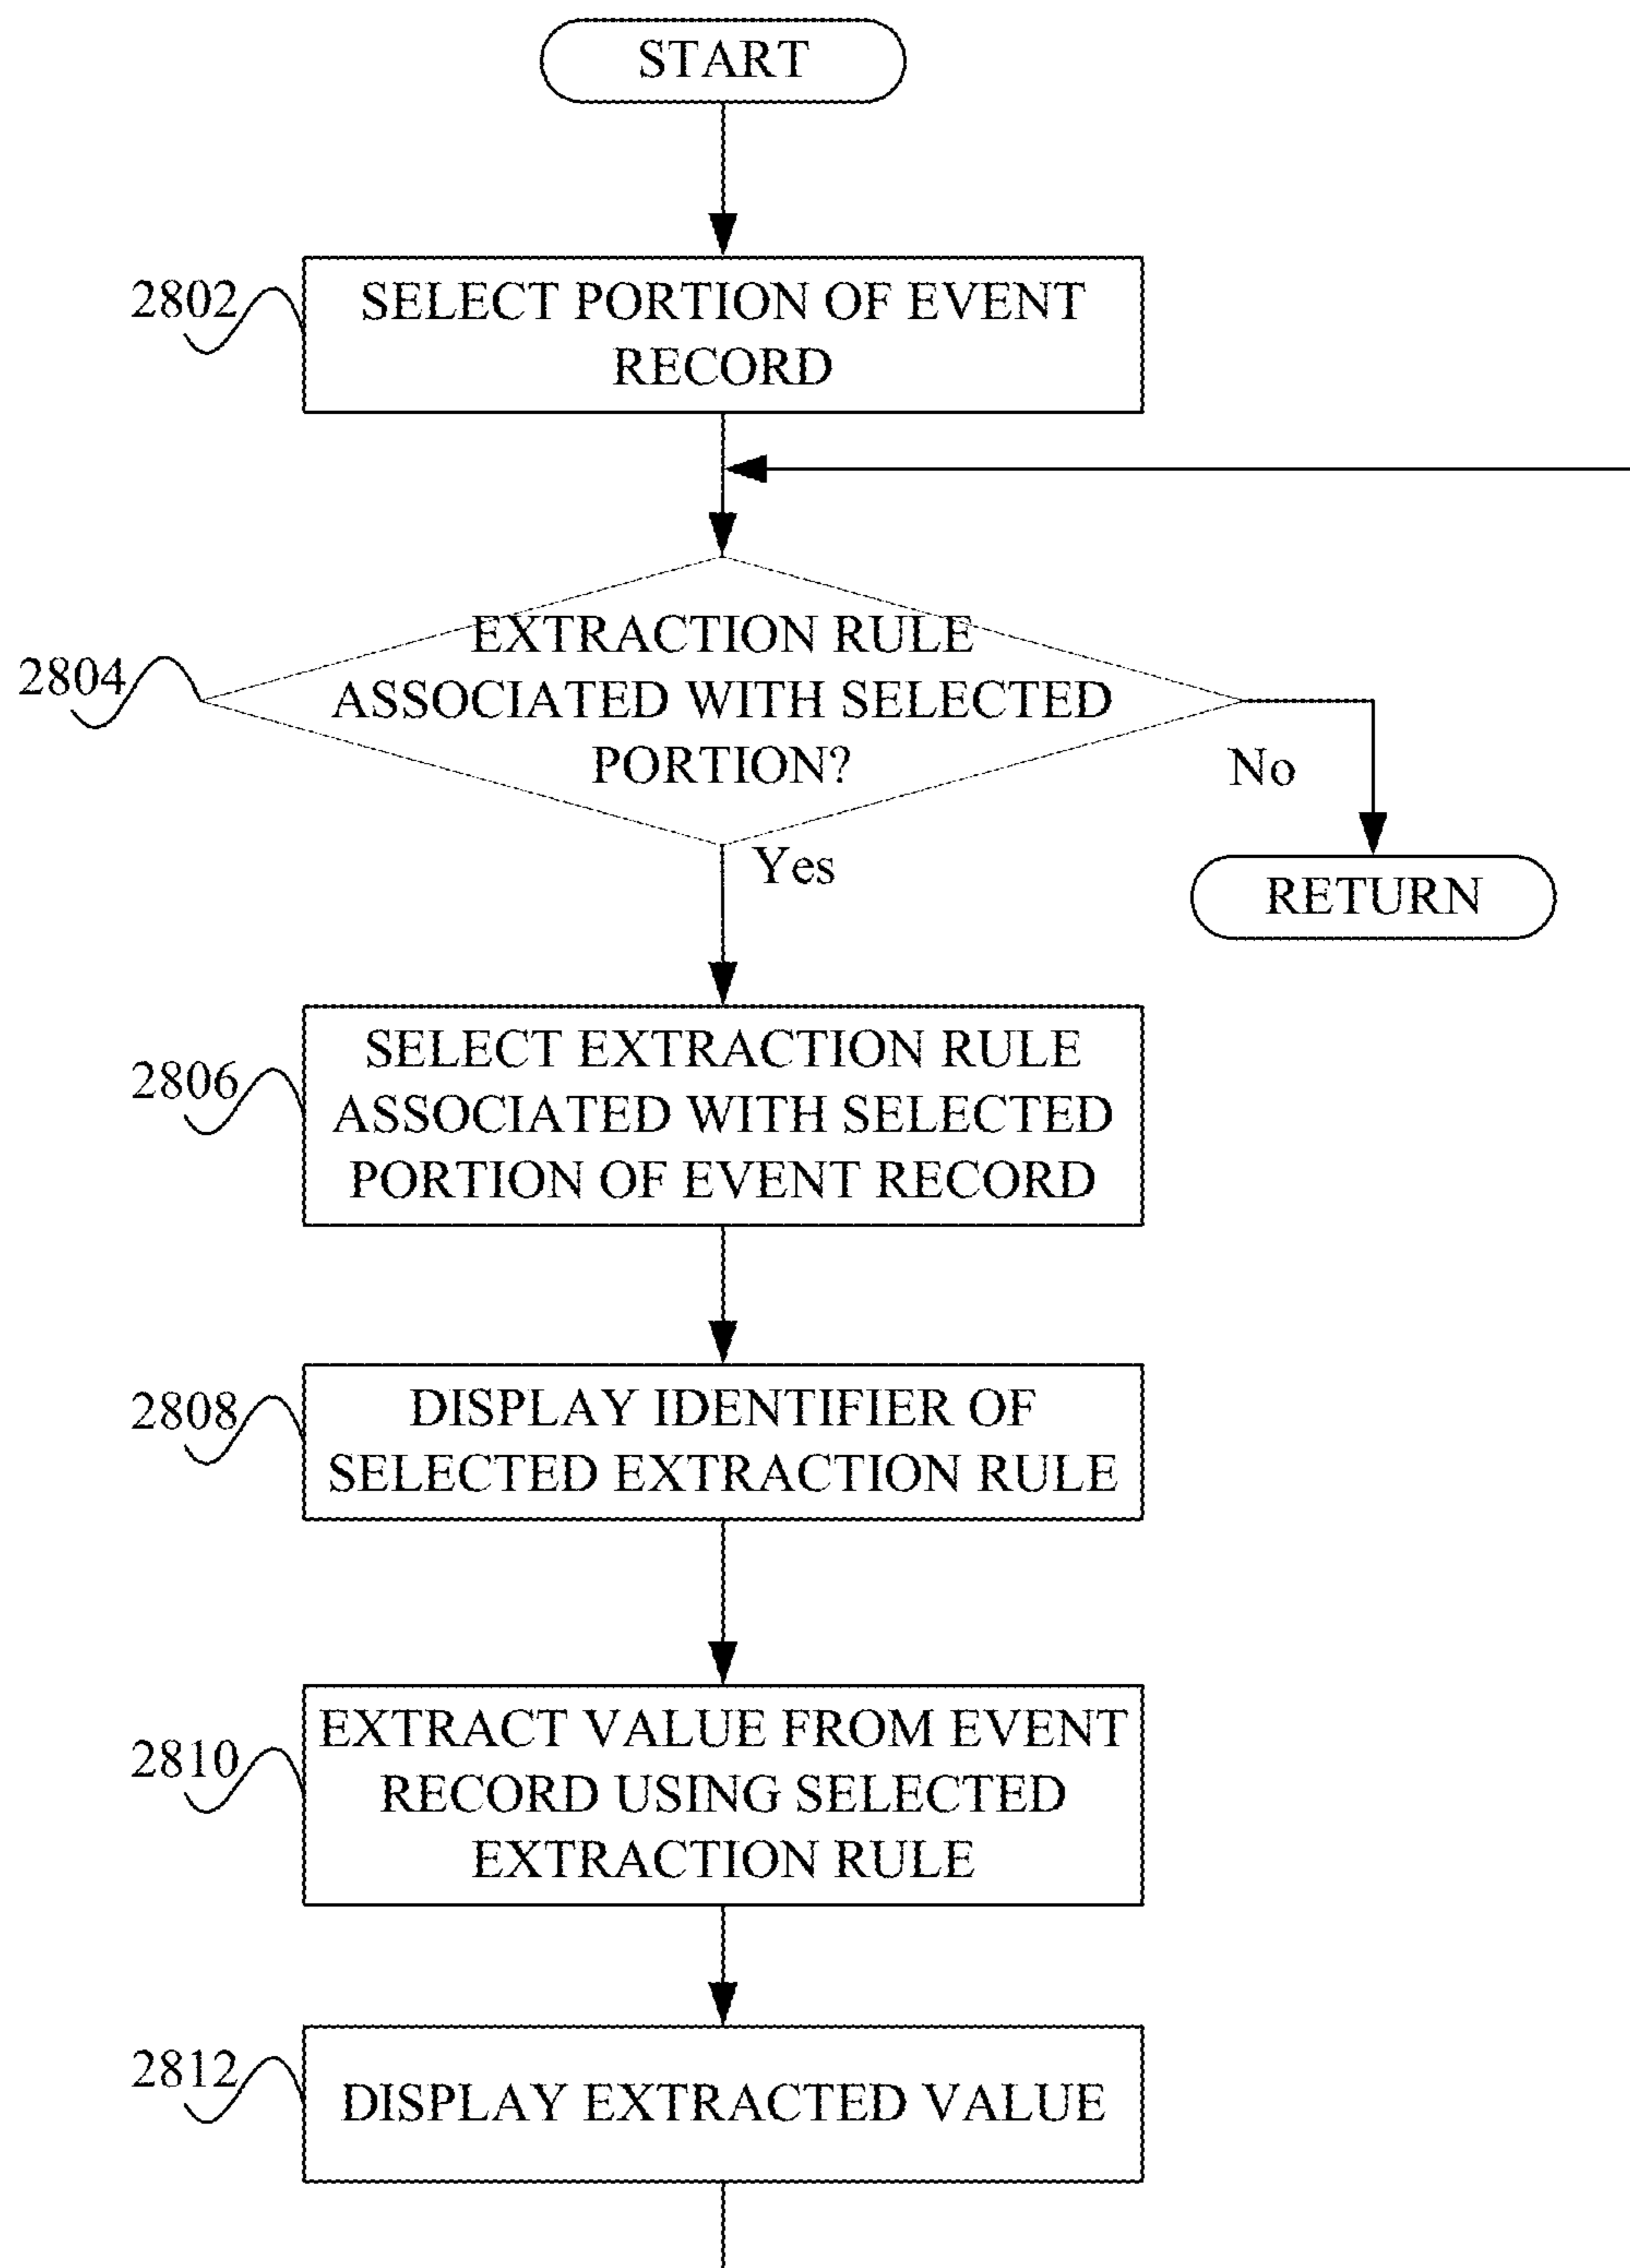 START
2802
SELECT PORTION OF EVENT
RECORD
2804
EXTRACTION RULE
ASSOCIATED WITH SELECTED
PORTION?
No
Yes
RETURN
2806
SELECT EXTRACTION RULE
ASSOCIATED WITH SELECTED
PORTION OF EVENT RECORD
2808
DISPLAY IDENTIFIER OF
SELECTED EXTRACTION RULE
2810
EXTRACT VALUE FROM EVENT
RECORD USING SELECTED
EXTRACTION RULE
2812
DISPLAY EXTRACTED VALUE